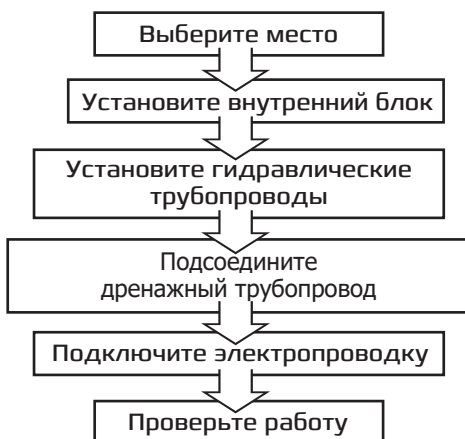 Выберите место
Установите внутренний блок
Установите гидравлические
трубопроводы
Подсоедините
дренажный трубопровод
Подключите электропроводку
Проверьте работу